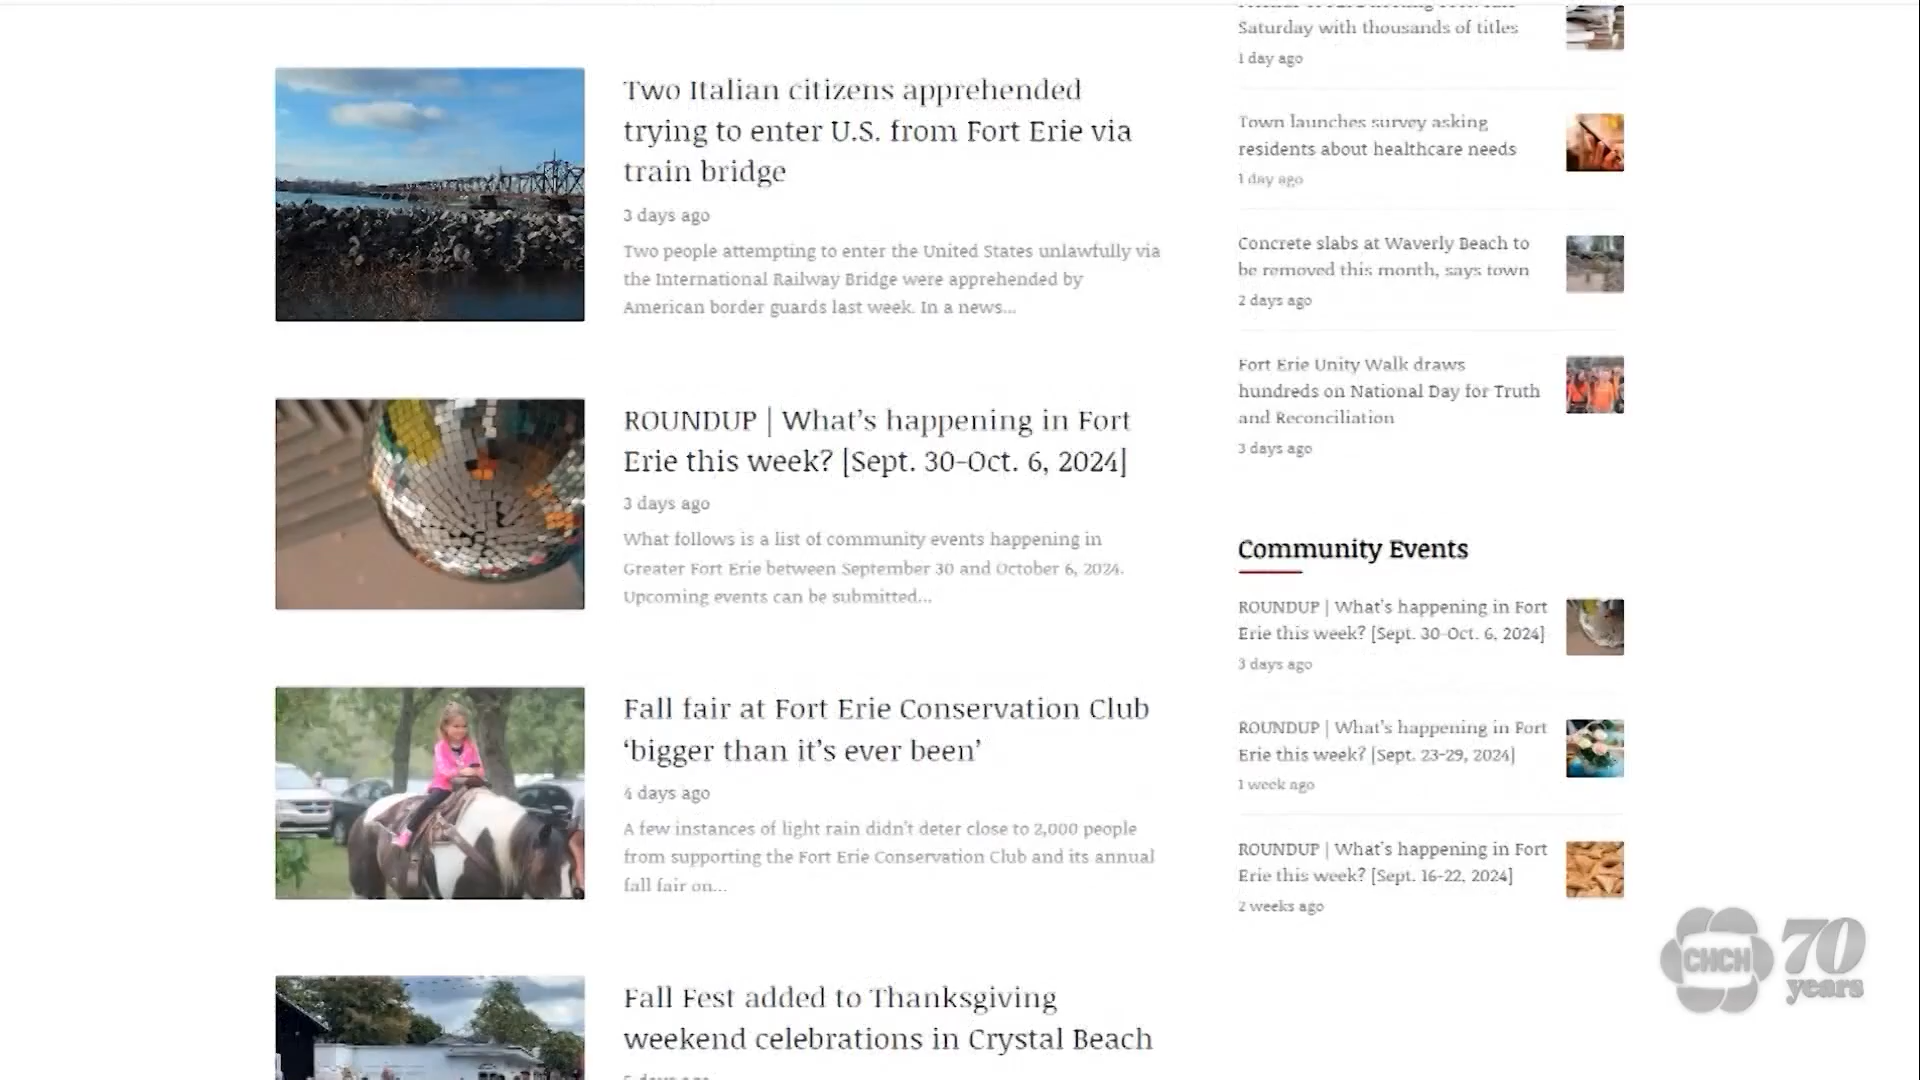 Two Italian citizens apprehended
trying to enter U.S. from Fort Erie via
train bridge
3 days ago
Two people attempting to enter the United States unlawfully via
the International Railway Bridge were apprehended by
American border guards last week. In a news...
ROUNDUP | What's happening in Fort
Erie this week? [Sept. 30-Oct. 6, 2024]
3 days ago
What follows is a list of community events happening in
Greater Fort Erie between September 30 and October 6, 2024.
Upcoming events can be submitted...
Fall fair at Fort Erie Conservation Club
‘bigger than it’s ever been’
4 days ago
A few instances of light rain didn't deter close to 2,000 people
from supporting the Fort Erie Conservation Club and its annual
fall fair on...
Fall Fest added to Thanksgiving
weekend celebrations in Crystal Beach
Saturday with thousands of titles
1 day ago
Town launches survey asking
residents about healthcare needs
1 day ago
Concrete slabs at Waverly Beach to
be removed this month, says town
2 days ago
Fort Erie Unity Walk draws
hundreds on National Day for Truth
and Reconciliation
3 days ago
Community Events
ROUNDUP | What's happening in Fort
Erie this week? [Sept. 30-Oct. 6, 2024]
3 days ago
ROUNDUP | What's happening in Fort
Erie this week? [Sept. 23-29, 2024]
1 week ago
ROUNDUP | What's happening in Fort
Erie this week? [Sept. 16-22, 2024]
2 weeks ago
CHCH 70
years